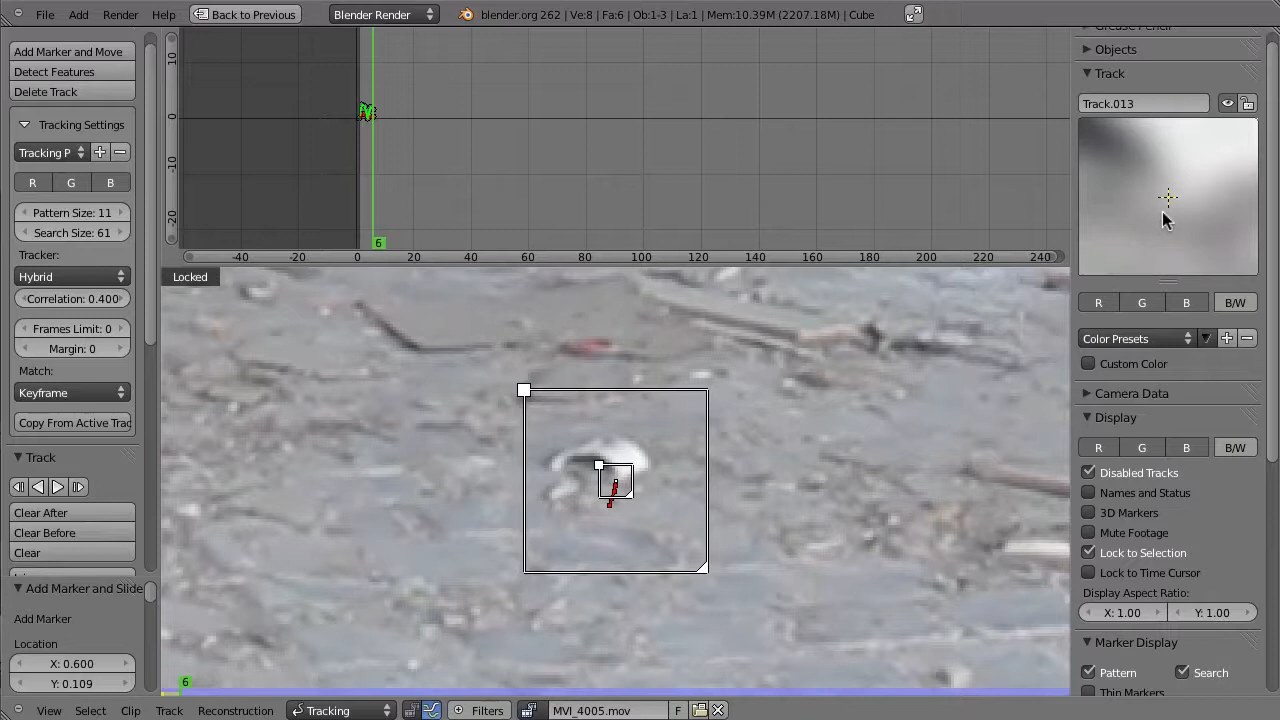 File Add Render Help Back to Previous Blender Render blender.org 262 | Ve:8 | Fa:6 | Ob:1-3 | La:1 | Mem:10.39M (2207.18M) | Cube
Add Marker and Move
Detect Features
Delete Track
Tracking Settings
Tracking P
R G B
Pattern Size: 11
Search Size: 61
Tracker:
Hybrid
Correlation: 0.400
Frames Limit: 0
Margin: 0
Match:
Keyframe
Copy From Active Trac
Track
Clear After
Clear Before
Clear
Add Marker and Slide
Add Marker
Location
X: 0.600
Y: 0.109
10
0
-10
-20
6
-40 -20 0 20 40 60 80 100 120 140 160 180 200 220 240
Locked
6
Grease Pencil
Objects
Track
Track.013
R G B B/W
Color Presets
Custom Color
Camera Data
Display
R G B B/W
Disabled Tracks
Names and Status
3D Markers
Mute Footage
Lock to Selection
Lock to Time Cursor
Display Aspect Ratio:
X: 1.00 Y: 1.00
Marker Display
Pattern Search
Thin Markers
View Select Clip Track Reconstruction Tracking Filters MVI_4005.mov F